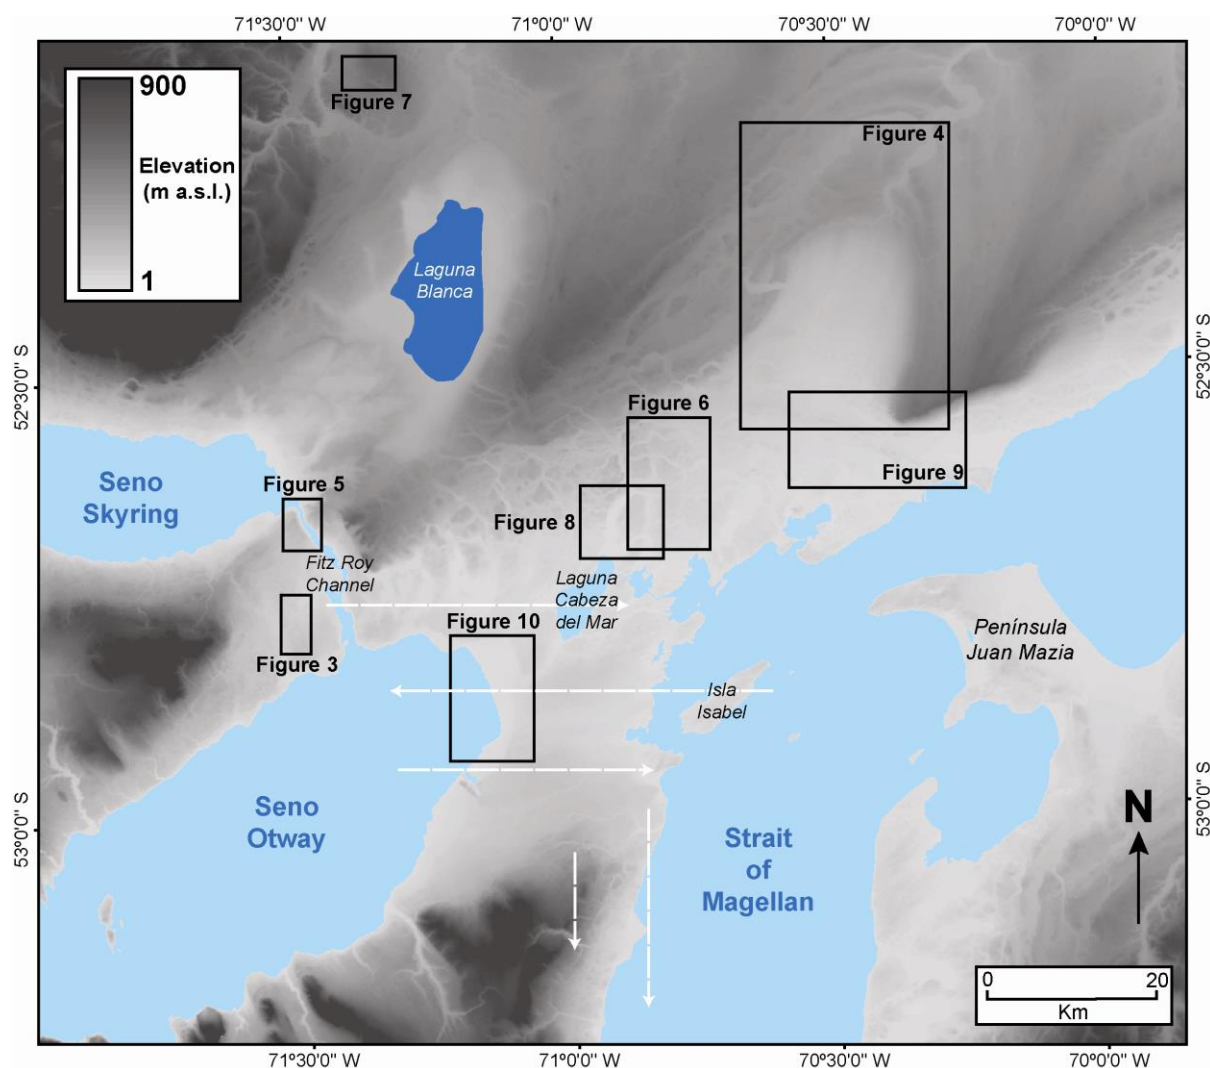 71°30'0" W
71°0'0" W
70°30'0" W
70°0'0" W
900
Elevation
(m a.s.l.)
1
Figure 7
Figure 4
Laguna
Blanca
52°30'0" S
52°30'0" S
Figure 6
Figure 9
Seno
Skyring
Figure 5
Figure 8
Fitz Roy
Channel
Laguna
Cabeza
del Mar
Figure 10
Figure 3
Península
Juan Mazia
Isla
Isabel
53°0'0" S
53°0'0" S
Seno
Otway
Strait
of
Magellan
N
0 20
Km
71°30'0" W
71°0'0" W
70°30'0" W
70°0'0" W